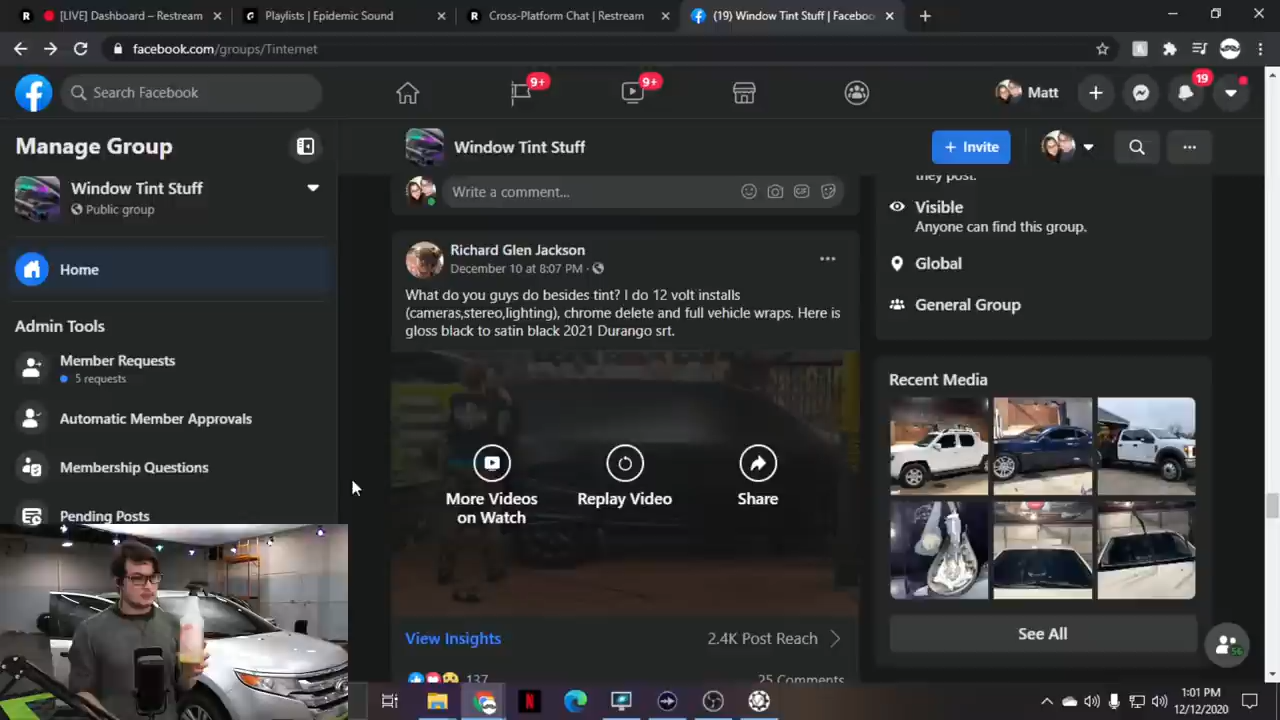 [LIVE] Dashboard – Restream
Playlists | Epidemic Sound
Cross-Platform Chat | Restream
(19) Window Tint Stuff | Faceboo
facebook.com/groups/Tinternet
Search Facebook
9+
9+
Matt
19
Manage Group
Window Tint Stuff
Public group
Home
Admin Tools
Member Requests
5 requests
Automatic Member Approvals
Membership Questions
Pending Posts
Window Tint Stuff
+ Invite
Write a comment...
GIF
Richard Glen Jackson
December 10 at 8:07 PM ·
What do you guys do besides tint? I do 12 volt installs
(cameras,stereo,lighting), chrome delete and full vehicle wraps. Here is
gloss black to satin black 2021 Durango srt.
More Videos
on Watch
Replay Video
Share
View Insights
2.4K Post Reach
137
25 Comments
they post.
Visible
Anyone can find this group.
Global
General Group
Recent Media
See All
56
1:01 PM
12/12/2020